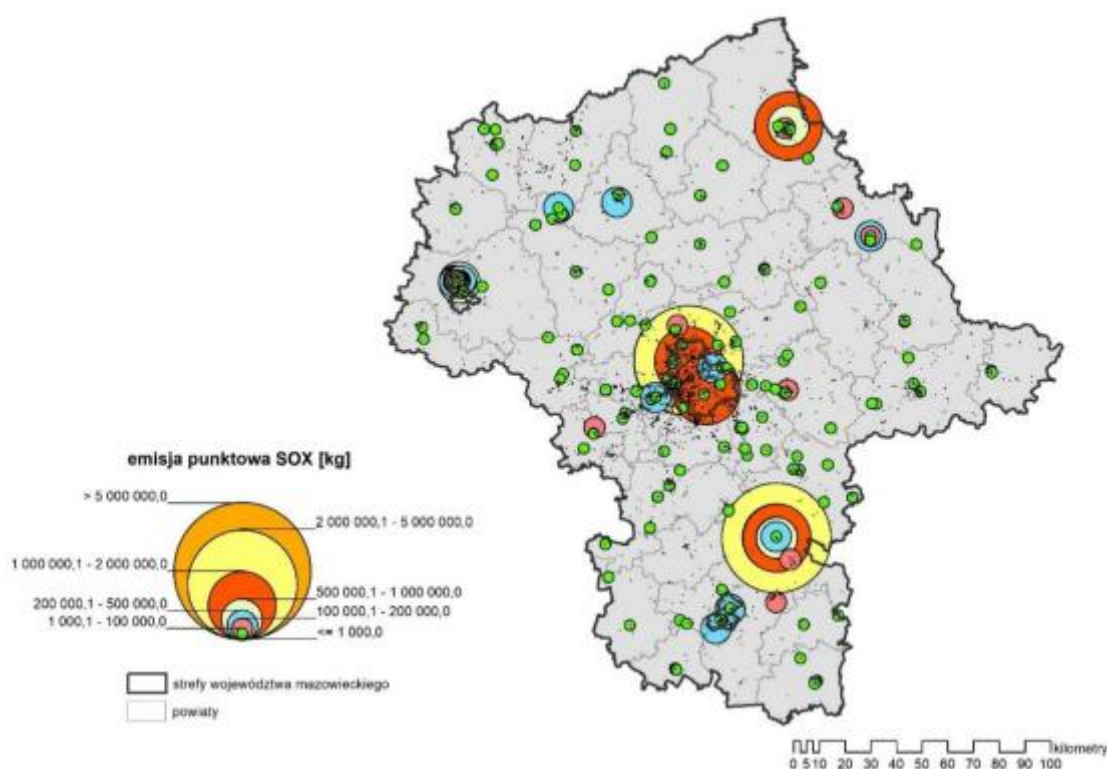 emisja punktowa SOX [kg]
> 5 000 000,0
2 000 000,1 - 5 000 000,0
1 000 000,1 - 2 000 000,0
500 000,1 - 1 000 000,0
200 000,1 - 500 000,0
100 000,1 - 200 000,0
1 000,1 - 100 000,0
<= 1 000,0
strefy województwa mazowieckiego
powiaty
kilometry
0 5 10 20 30 40 50 60 70 80 90 100